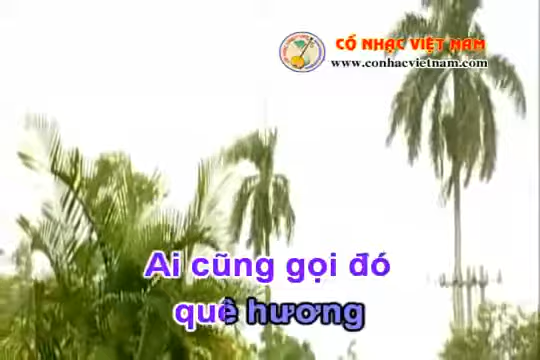 CỔ NHẠC VIỆT NAM
www.conhacvietnam.com
Ai cũng gọi đó
quê hương